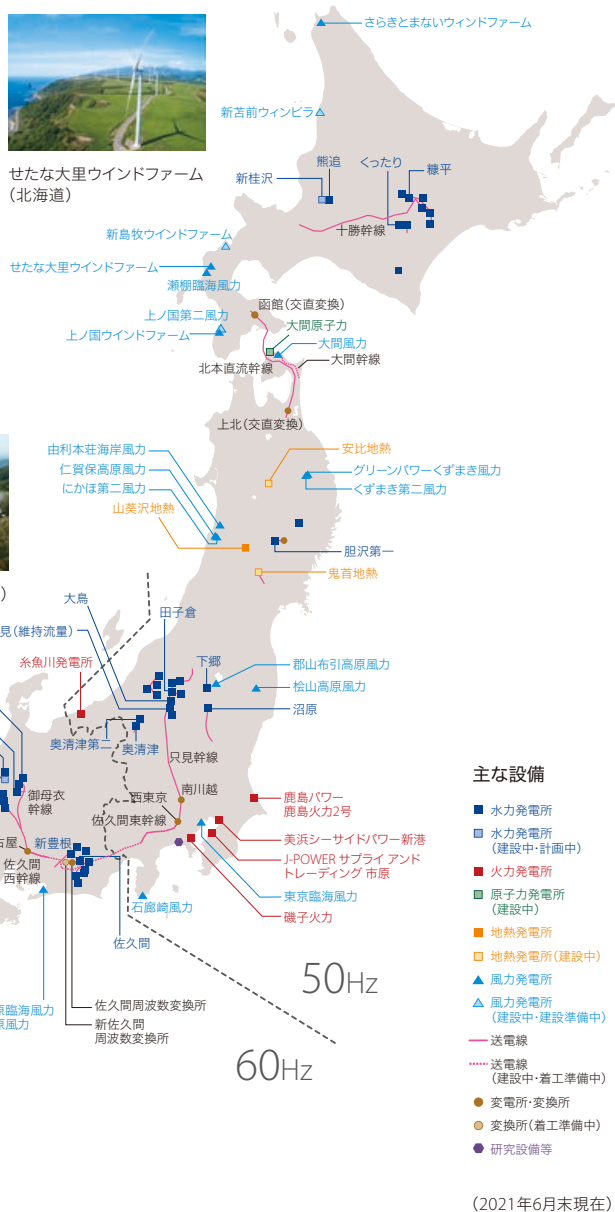 さらきとまないウィンドファーム
せたな大里ウインドファーム
(北海道)
新苫前ウィンビラ
熊追
くったり
糠平
新桂沢
十勝幹線
新島牧ウインドファーム
せたな大里ウインドファーム
瀬棚臨海風力
函館(交直変換)
上ノ国第二風力
大間原子力
上ノ国ウインドファーム
大間風力
大間幹線
北本直流幹線
上北(交直変換)
由利本荘海岸風力
安比地熱
仁賀保高原風力
グリーンパワーくずまき風力
にかほ第二風力
くずまき第二風力
山葵沢地熱
胆沢第一
鬼首地熱
)
大鳥
田子倉
見(維持流量)
糸魚川発電所
下郷
郡山布引高原風力
桧山高原風力
沼原
奥清津第二
奥清津
只見幹線
御母衣
幹線
西東京
南川越
鹿島パワー
鹿島火力2号
佐久間東幹線
古屋
新豊根
美浜シーサイドパワー新港
佐久間
西幹線
J-POWER サプライ アンド
トレーディング 市原
東京臨海風力
石廊崎風力
磯子火力
佐久間
50Hz
原臨海風力
原風力
佐久間周波数変換所
新佐久間
周波数変換所
60Hz
主な設備
水力発電所
水力発電所
(建設中・計画中)
火力発電所
原子力発電所
(建設中)
地熱発電所
地熱発電所(建設中)
風力発電所
風力発電所
(建設中・建設準備中)
送電線
送電線
(建設中・着工準備中)
変電所・変換所
変換所(着工準備中)
研究設備等
(2021年6月末現在)